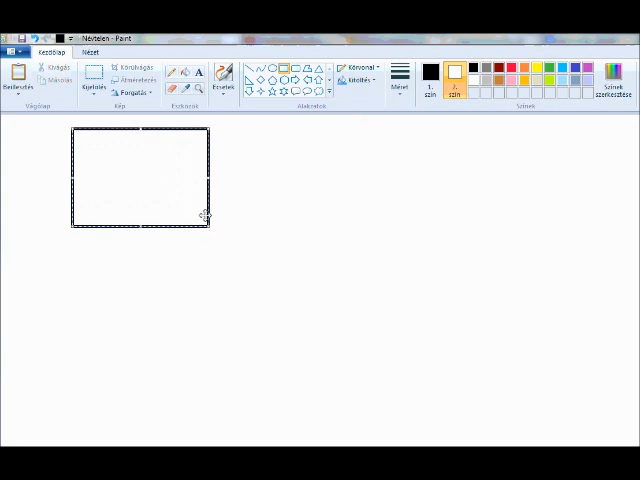 Névtelen - Paint
Kezdőlap Nézet
Beillesztés
Kivágás
Másolás
Vágólap
Kijelölés
Körülvágás
Átméretezés
Forgatás
Kép
A
Eszközök
Ecsetek
Alakzatok
Körvonal
Kitöltés
Méret
1. szín
2. szín
Színek
Színek szerkesztése